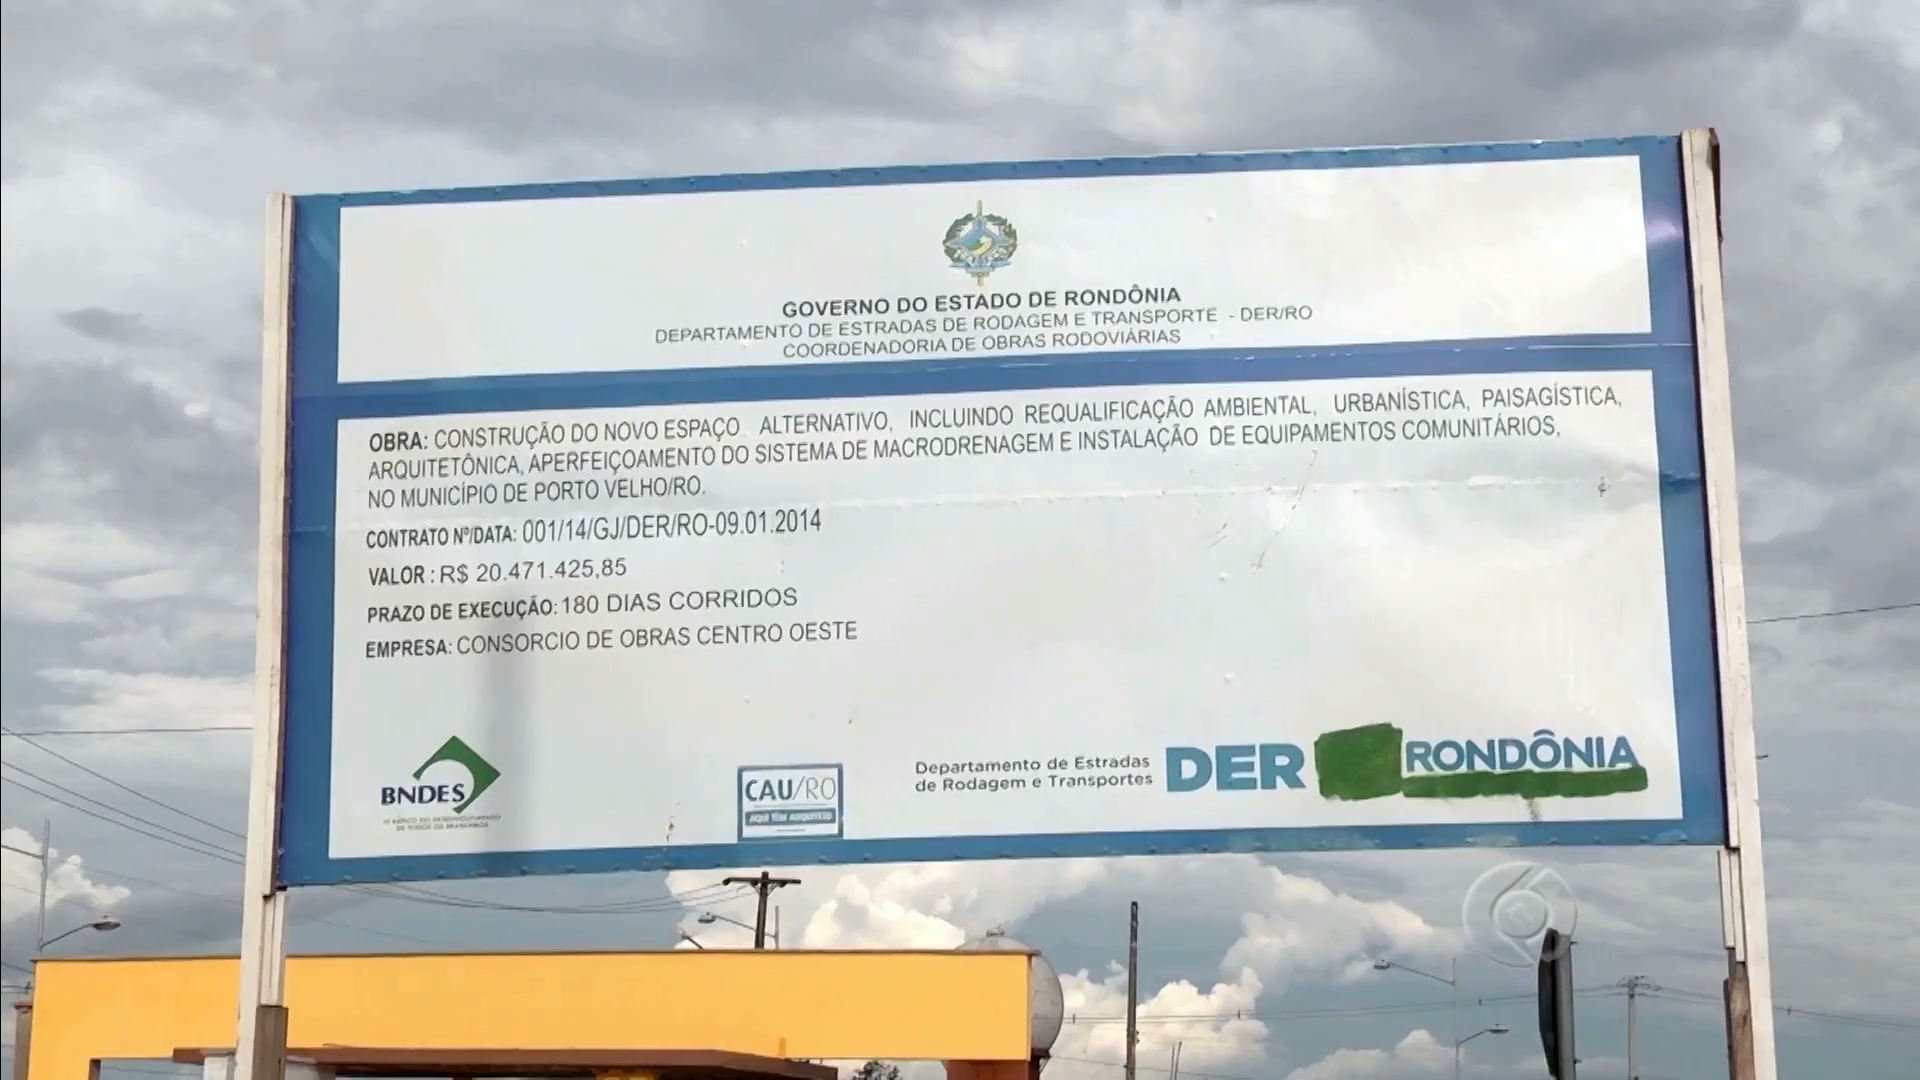 GOVERNO DO ESTADO DE RONDÔNIA
DEPARTAMENTO DE ESTRADAS DE RODAGEM E TRANSPORTE - DER/RO
COORDENADORIA DE OBRAS RODOVIÁRIAS
OBRA: CONSTRUÇÃO DO NOVO ESPAÇO ALTERNATIVO, INCLUINDO REQUALIFICAÇÃO AMBIENTAL, URBANÍSTICA, PAISAGÍSTICA,
ARQUITETÔNICA, APERFEIÇOAMENTO DO SISTEMA DE MACRODRENAGEM E INSTALAÇÃO DE EQUIPAMENTOS COMUNITÁRIOS,
NO MUNICÍPIO DE PORTO VELHO/RO.
CONTRATO Nº/DATA: 001/14/GJ/DER/RO-09.01.2014
VALOR : R$ 20.471.425,85
PRAZO DE EXECUÇÃO: 180 DIAS CORRIDOS
EMPRESA: CONSORCIO DE OBRAS CENTRO OESTE
BNDES
CAU/RO
AQUI TEM ARQUITETO
Departamento de Estradas
de Rodagem e Transportes
DER
RONDÔNIA